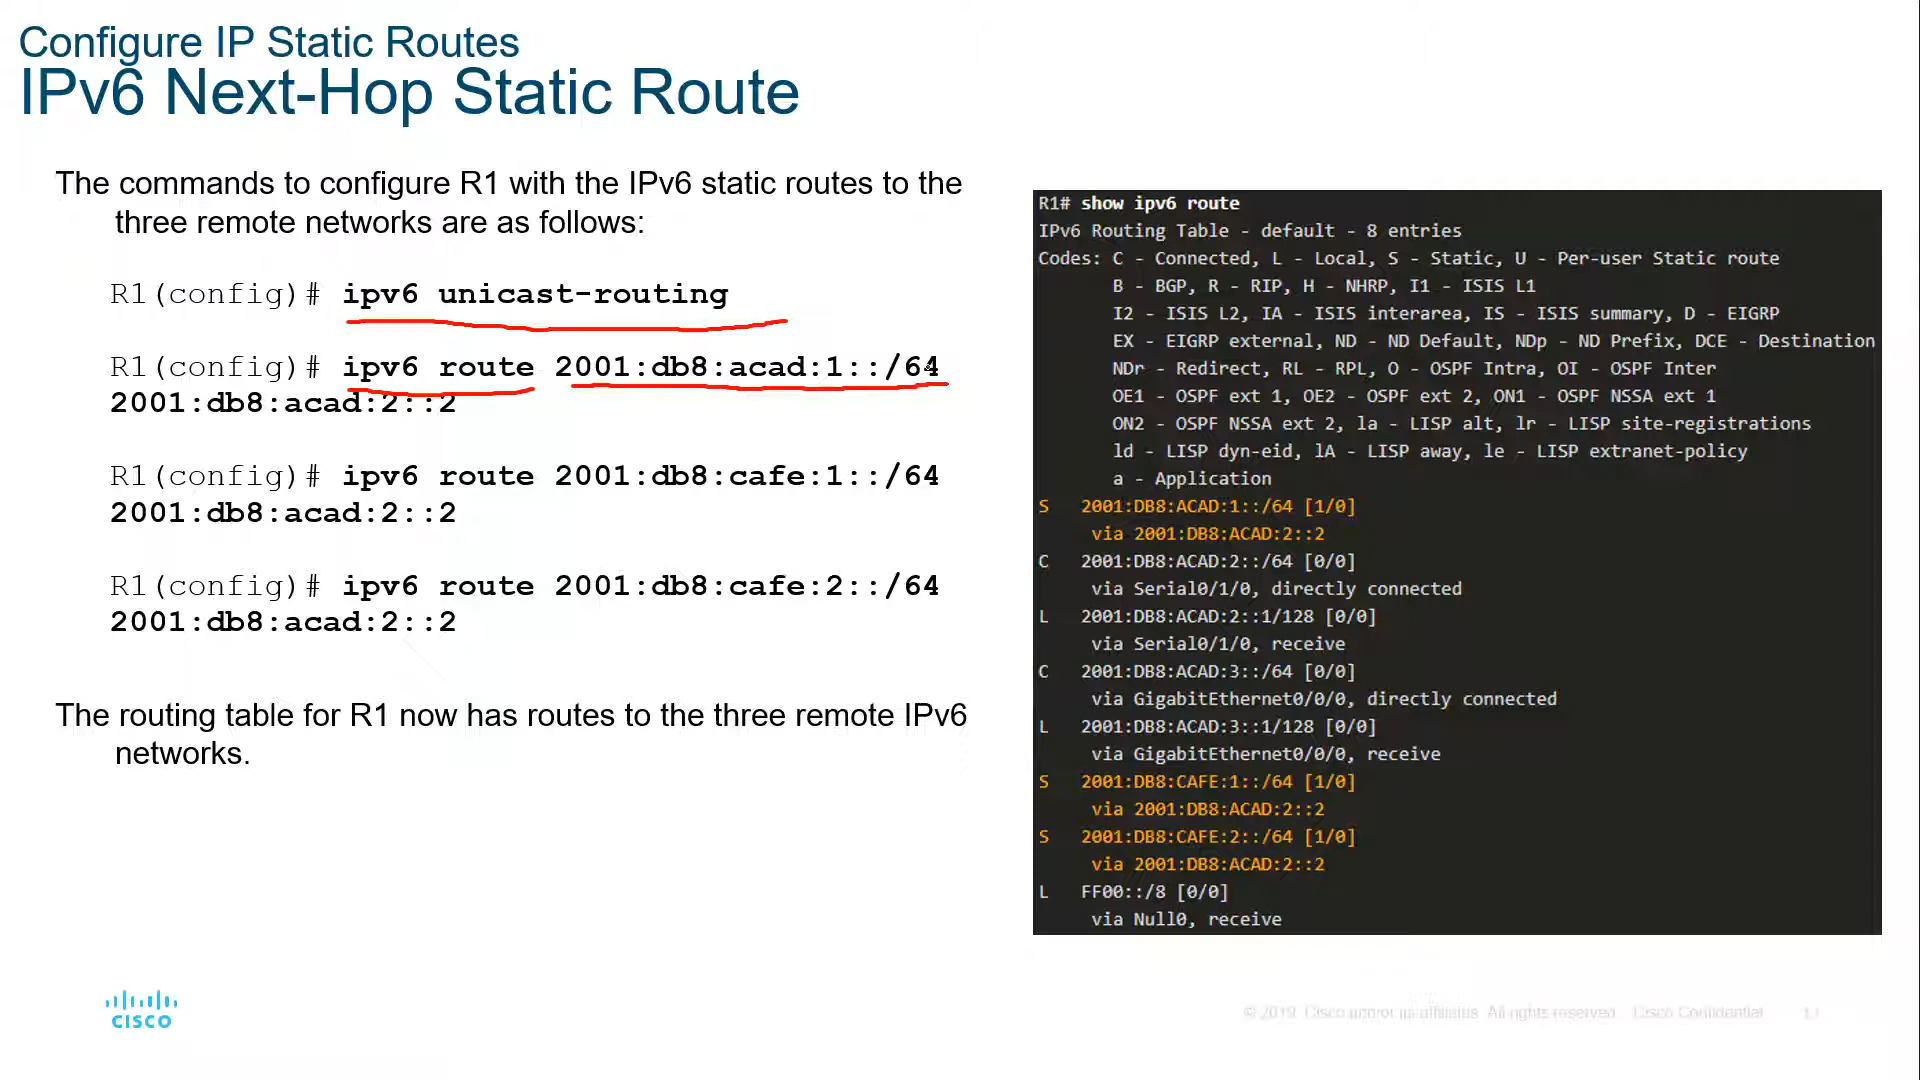 Configure IP Static Routes
IPv6 Next-Hop Static Route
The commands to configure R1 with the IPv6 static routes to the
three remote networks are as follows:
R1(config)# ipv6 unicast-routing
R1(config)# ipv6 route 2001:db8:acad:1::/64
2001:db8:acad:2::2
R1(config)# ipv6 route 2001:db8:cafe:1::/64
2001:db8:acad:2::2
R1(config)# ipv6 route 2001:db8:cafe:2::/64
2001:db8:acad:2::2
The routing table for R1 now has routes to the three remote IPv6
networks.
R1# show ipv6 route
IPv6 Routing Table - default - 8 entries
Codes: C - Connected, L - Local, S - Static, U - Per-user Static route
B - BGP, R - RIP, H - NHRP, I1 - ISIS L1
I2 - ISIS L2, IA - ISIS interarea, IS - ISIS summary, D - EIGRP
EX - EIGRP external, ND - ND Default, NDp - ND Prefix, DCE - Destination
NDr - Redirect, RL - RPL, O - OSPF Intra, OI - OSPF Inter
OE1 - OSPF ext 1, OE2 - OSPF ext 2, ON1 - OSPF NSSA ext 1
ON2 - OSPF NSSA ext 2, la - LISP alt, lr - LISP site-registrations
ld - LISP dyn-eid, lA - LISP away, le - LISP extranet-policy
a - Application
S 2001:DB8:ACAD:1::/64 [1/0]
via 2001:DB8:ACAD:2::2
C 2001:DB8:ACAD:2::/64 [0/0]
via Serial0/1/0, directly connected
L 2001:DB8:ACAD:2::1/128 [0/0]
via Serial0/1/0, receive
C 2001:DB8:ACAD:3::/64 [0/0]
via GigabitEthernet0/0/0, directly connected
L 2001:DB8:ACAD:3::1/128 [0/0]
via GigabitEthernet0/0/0, receive
S 2001:DB8:CAFE:1::/64 [1/0]
via 2001:DB8:ACAD:2::2
S 2001:DB8:CAFE:2::/64 [1/0]
via 2001:DB8:ACAD:2::2
L FF00::/8 [0/0]
via Null0, receive
CISCO
Cisco and/or its affiliates. All rights reserved. Cisco Confidential